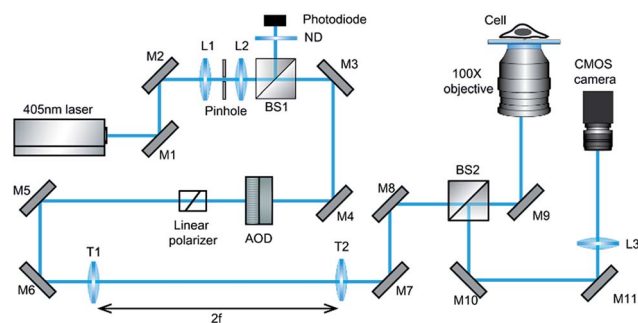 Photodiode
ND
Cell
M2
L1
L2
M3
100X
objective
CMOS
camera
405nm laser
Pinhole
BS1
M1
M5
M8
BS2
M4
M9
Linear
polarizer
AOD
T1
T2
L3
M6
M7
M10
M11
2f